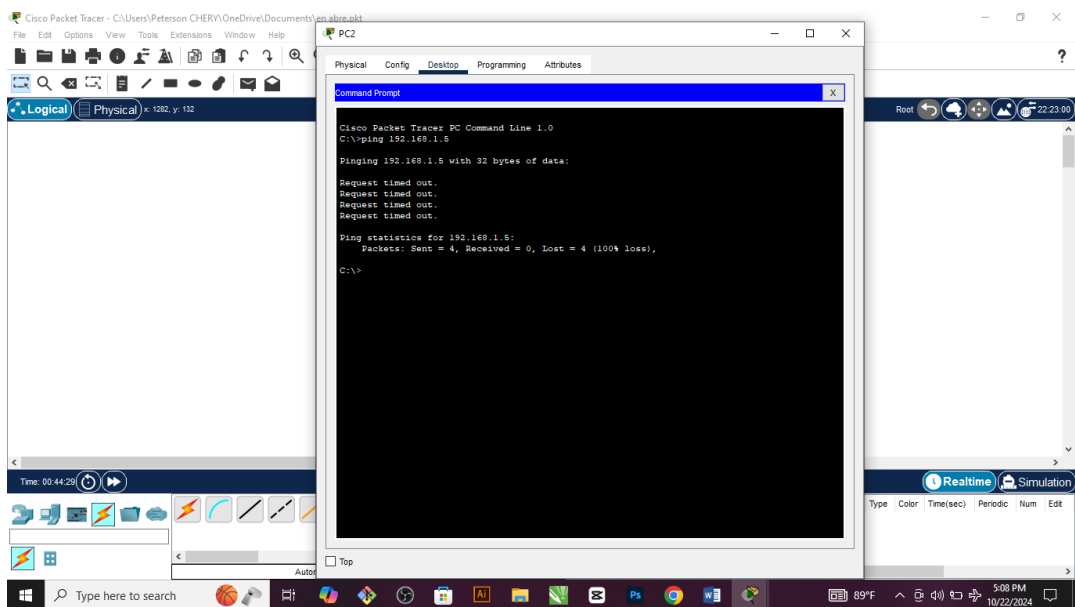 Cisco Packet Tracer - C:\Users\Peterson CHERY\OneDrive\Documents\en abre.pkt
File Edit Options View Tools Extensions Window Help
PC2
Physical Config Desktop Programming Attributes
Command Prompt
X
Logical
Physical
x: 1282, y: 132
Root
22:23:00
Cisco Packet Tracer PC Command Line 1.0
C:\>ping 192.168.1.5
Pinging 192.168.1.5 with 32 bytes of data:
Request timed out.
Request timed out.
Request timed out.
Request timed out.
Ping statistics for 192.168.1.5:
Packets: Sent = 4, Received = 0, Lost = 4 (100% loss),
C:\>
Time: 00:44:29
Realtime
Simulation
Type Color Time(sec) Periodic Num Edit
Top
Type here to search
Ai
Ps
89°F
5:08 PM
10/22/2024